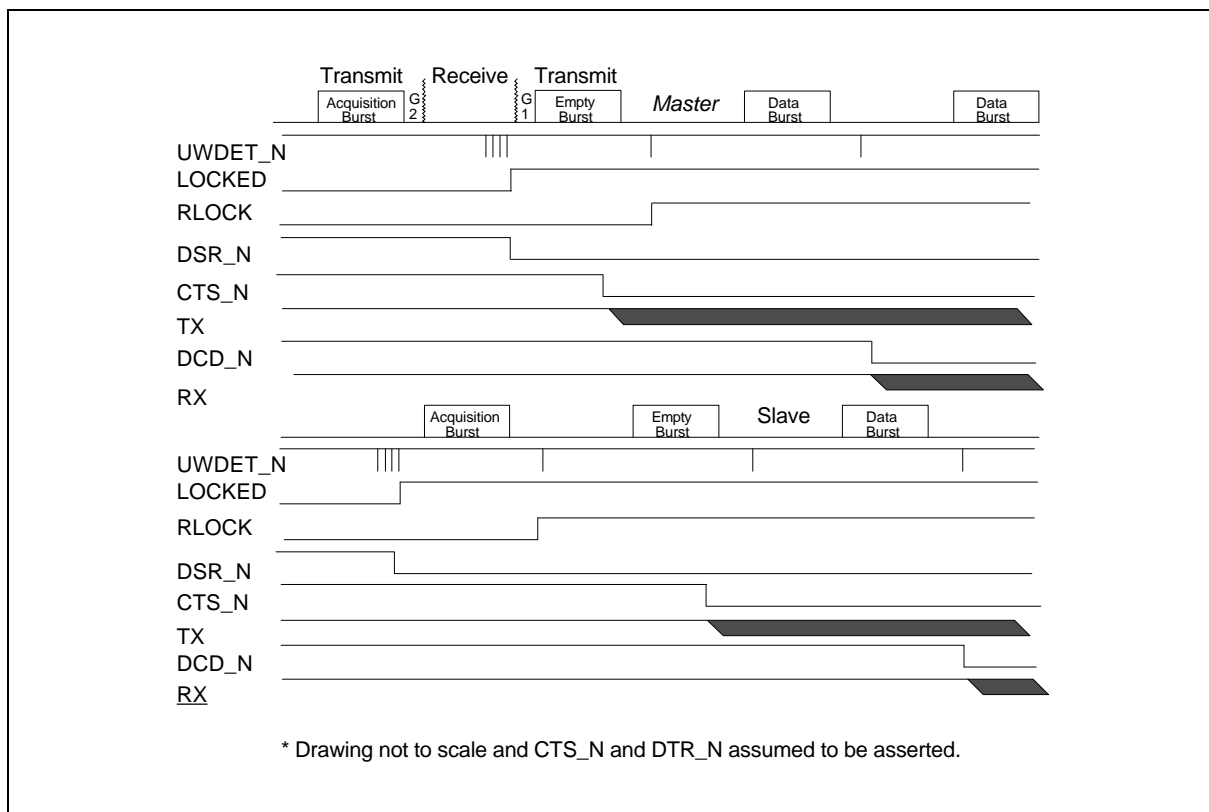 Transmit Receive Transmit
Acquisition Burst G2 G1 Empty Burst Master Data Burst Data Burst
UWDET_N
LOCKED
RLOCK
DSR_N
CTS_N
TX
DCD_N
RX
Acquisition Burst Empty Burst Slave Data Burst
UWDET_N
LOCKED
RLOCK
DSR_N
CTS_N
TX
DCD_N
RX
* Drawing not to scale and CTS_N and DTR_N assumed to be asserted.